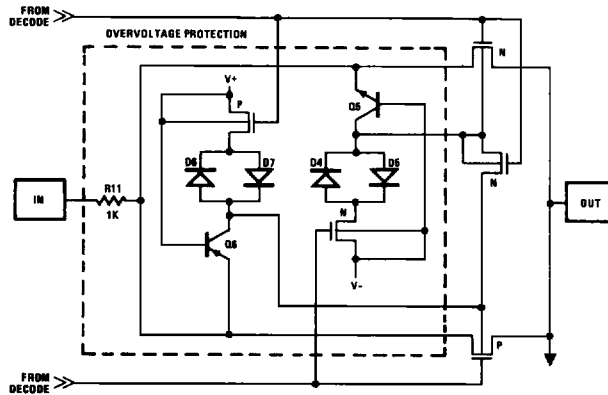 FROM
DECODE
OVERVOLTAGE PROTECTION
N
V+
P
Q5
D6
D7
D4
D5
N
R11
IN
1K
N
OUT
Q6
V-
P
FROM
DECODE